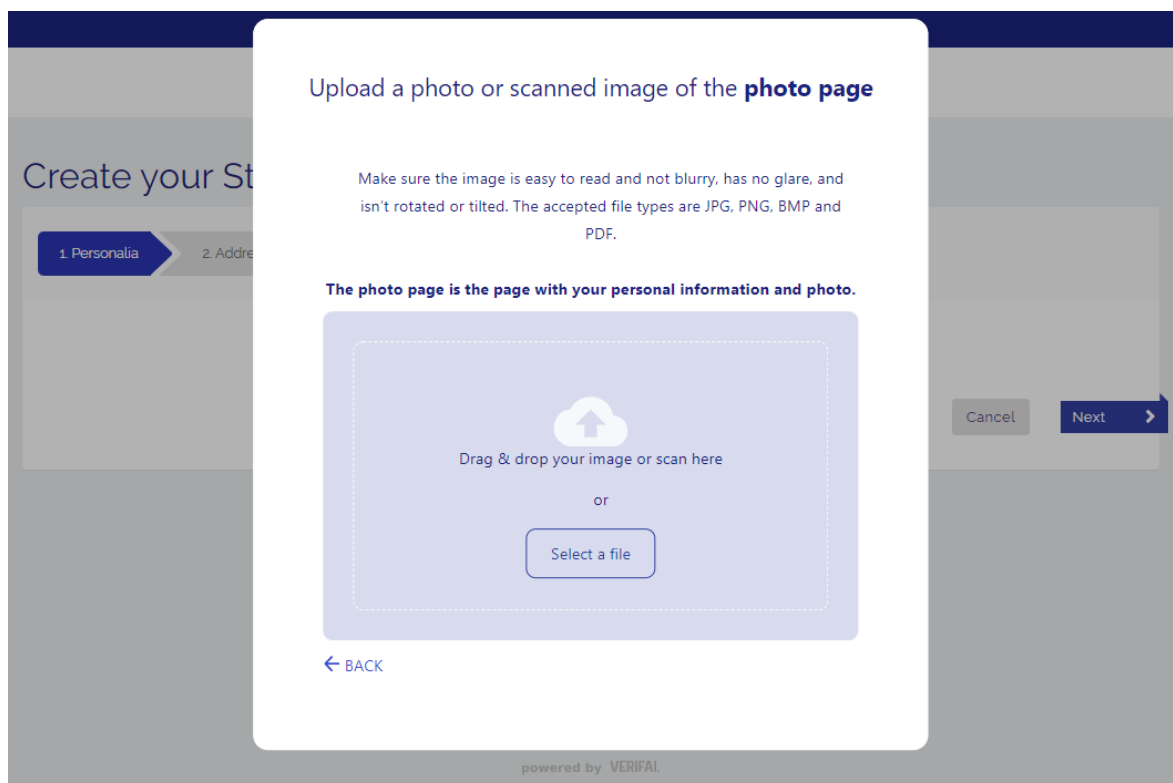 Upload a photo or scanned image of the photo page
Create your St
Make sure the image is easy to read and not blurry, has no glare, and
isn't rotated or tilted. The accepted file types are JPG, PNG, BMP and
PDF.
1. Personalia
2. Addre
The photo page is the page with your personal information and photo.
Drag & drop your image or scan here
or
Select a file
Cancel
Next
BACK
powered by VERIFAI.